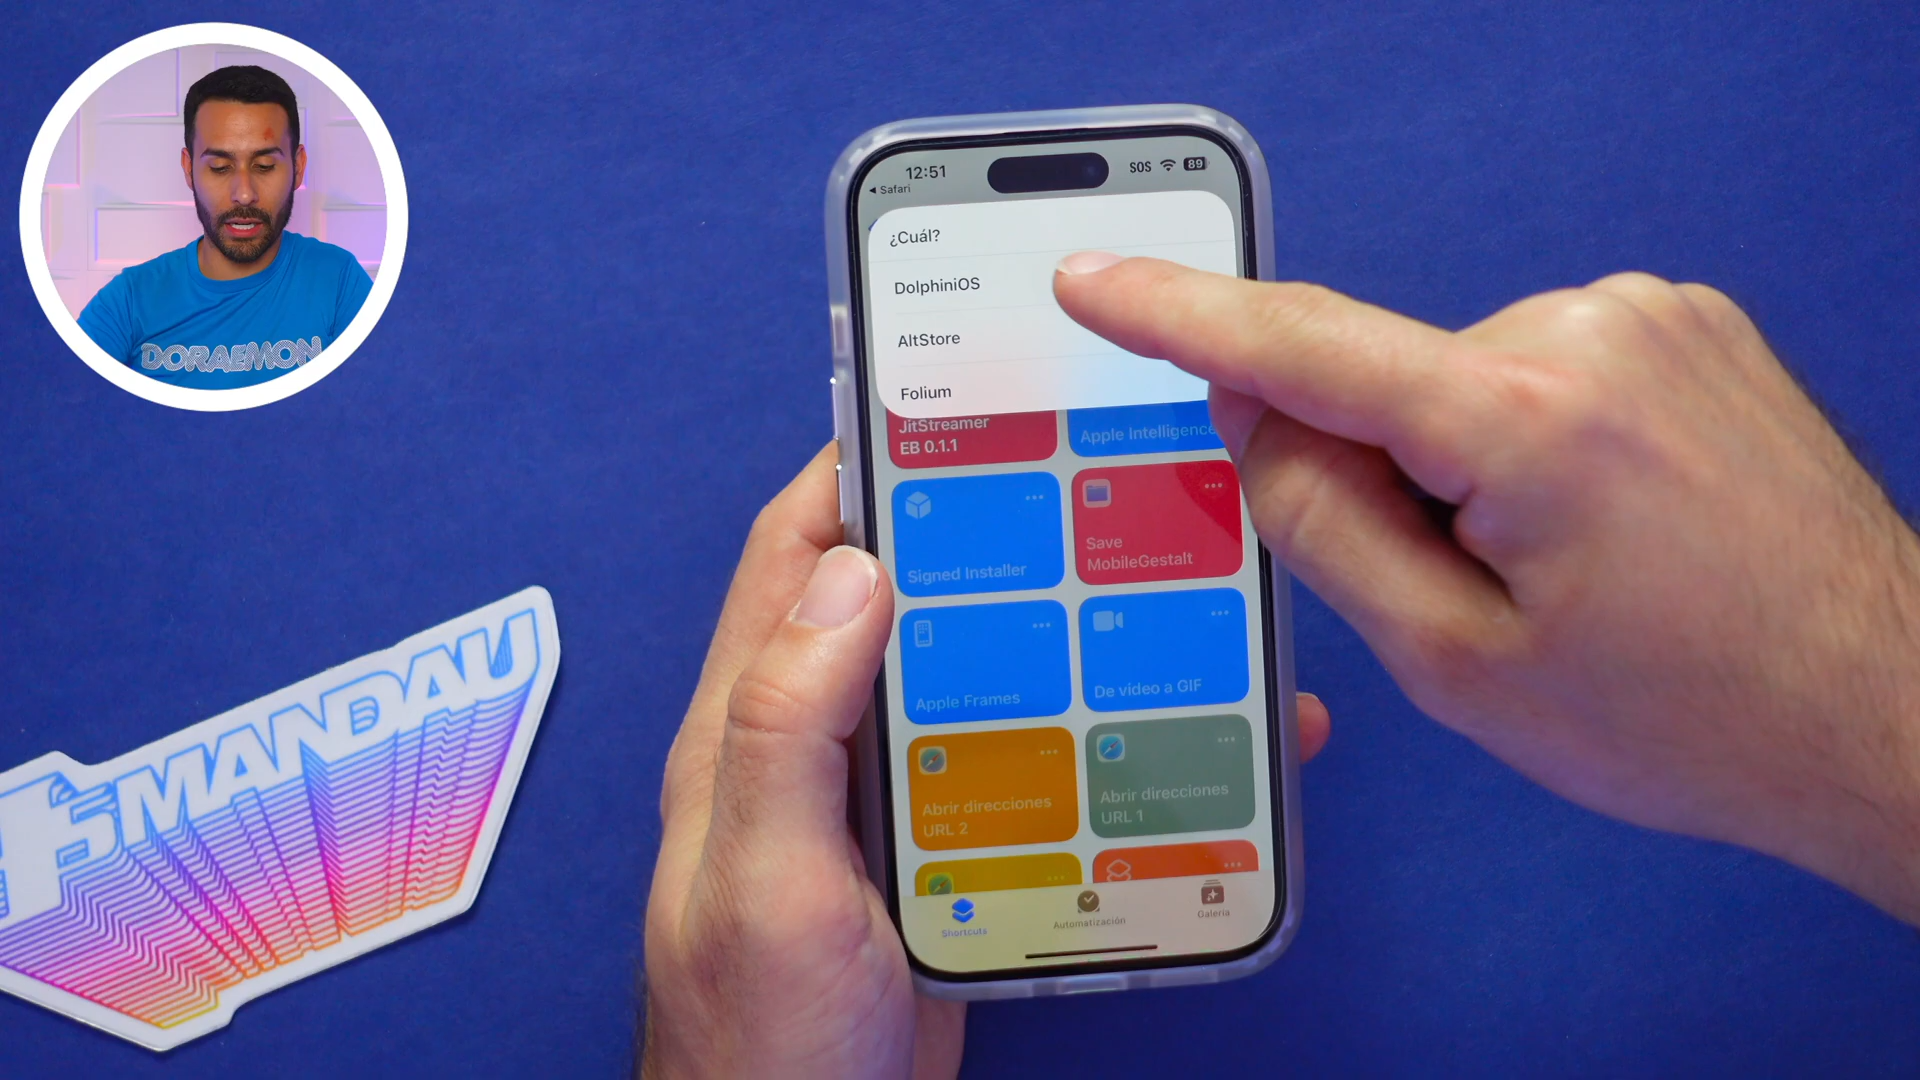 DORAEMON
12:51
SOS
89
◀ Safari
¿Cuál?
DolphiniOS
AltStore
Folium
JitStreamer
EB 0.1.1
Apple Intelligence
Signed Installer
Save
MobileGestalt
Apple Frames
De video a GIF
Abrir direcciones
URL 2
Abrir direcciones
URL 1
Shortcuts
Automatización
Galería
MANDAU